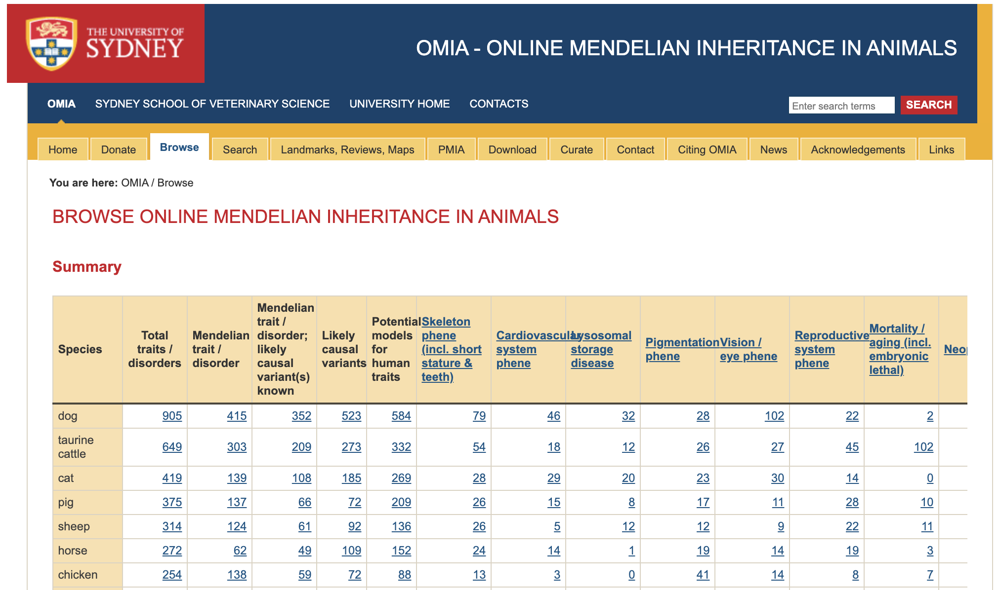 THE UNIVERSITY OF
SYDNEY
OMIA - ONLINE MENDELIAN INHERITANCE IN ANIMALS
OMIA SYDNEY SCHOOL OF VETERINARY SCIENCE UNIVERSITY HOME CONTACTS Enter search terms SEARCH
Home Donate Browse Search Landmarks, Reviews, Maps PMIA Download Curate Contact Citing OMIA News Acknowledgements Links
You are here: OMIA / Browse
BROWSE ONLINE MENDELIAN INHERITANCE IN ANIMALS
Summary
Species
Total
traits /
disorders
Mendelian
trait /
disorder
Mendelian
trait /
disorder;
likely
causal
variant(s)
known
Likely
causal
variants
Potential
models
for
human
traits
Skeleton
phene
(incl. short
stature &
teeth)
Cardiovascular
system
phene
Lysosomal
storage
disease
Pigmentation
phene
Vision /
eye phene
Reproductive
system
phene
Mortality /
aging (incl.
embryonic
lethal)
dog 905 415 352 523 584 79 46 32 28 102 22 2
taurine
cattle 649 303 209 273 332 54 18 12 26 27 45 102
cat 419 139 108 185 269 28 29 20 23 30 14 0
pig 375 137 66 72 209 26 15 8 17 11 28 10
sheep 314 124 61 92 136 26 5 12 12 9 22 11
horse 272 62 49 109 152 24 14 1 19 14 19 3
chicken 254 138 59 72 88 13 3 0 41 14 8 7